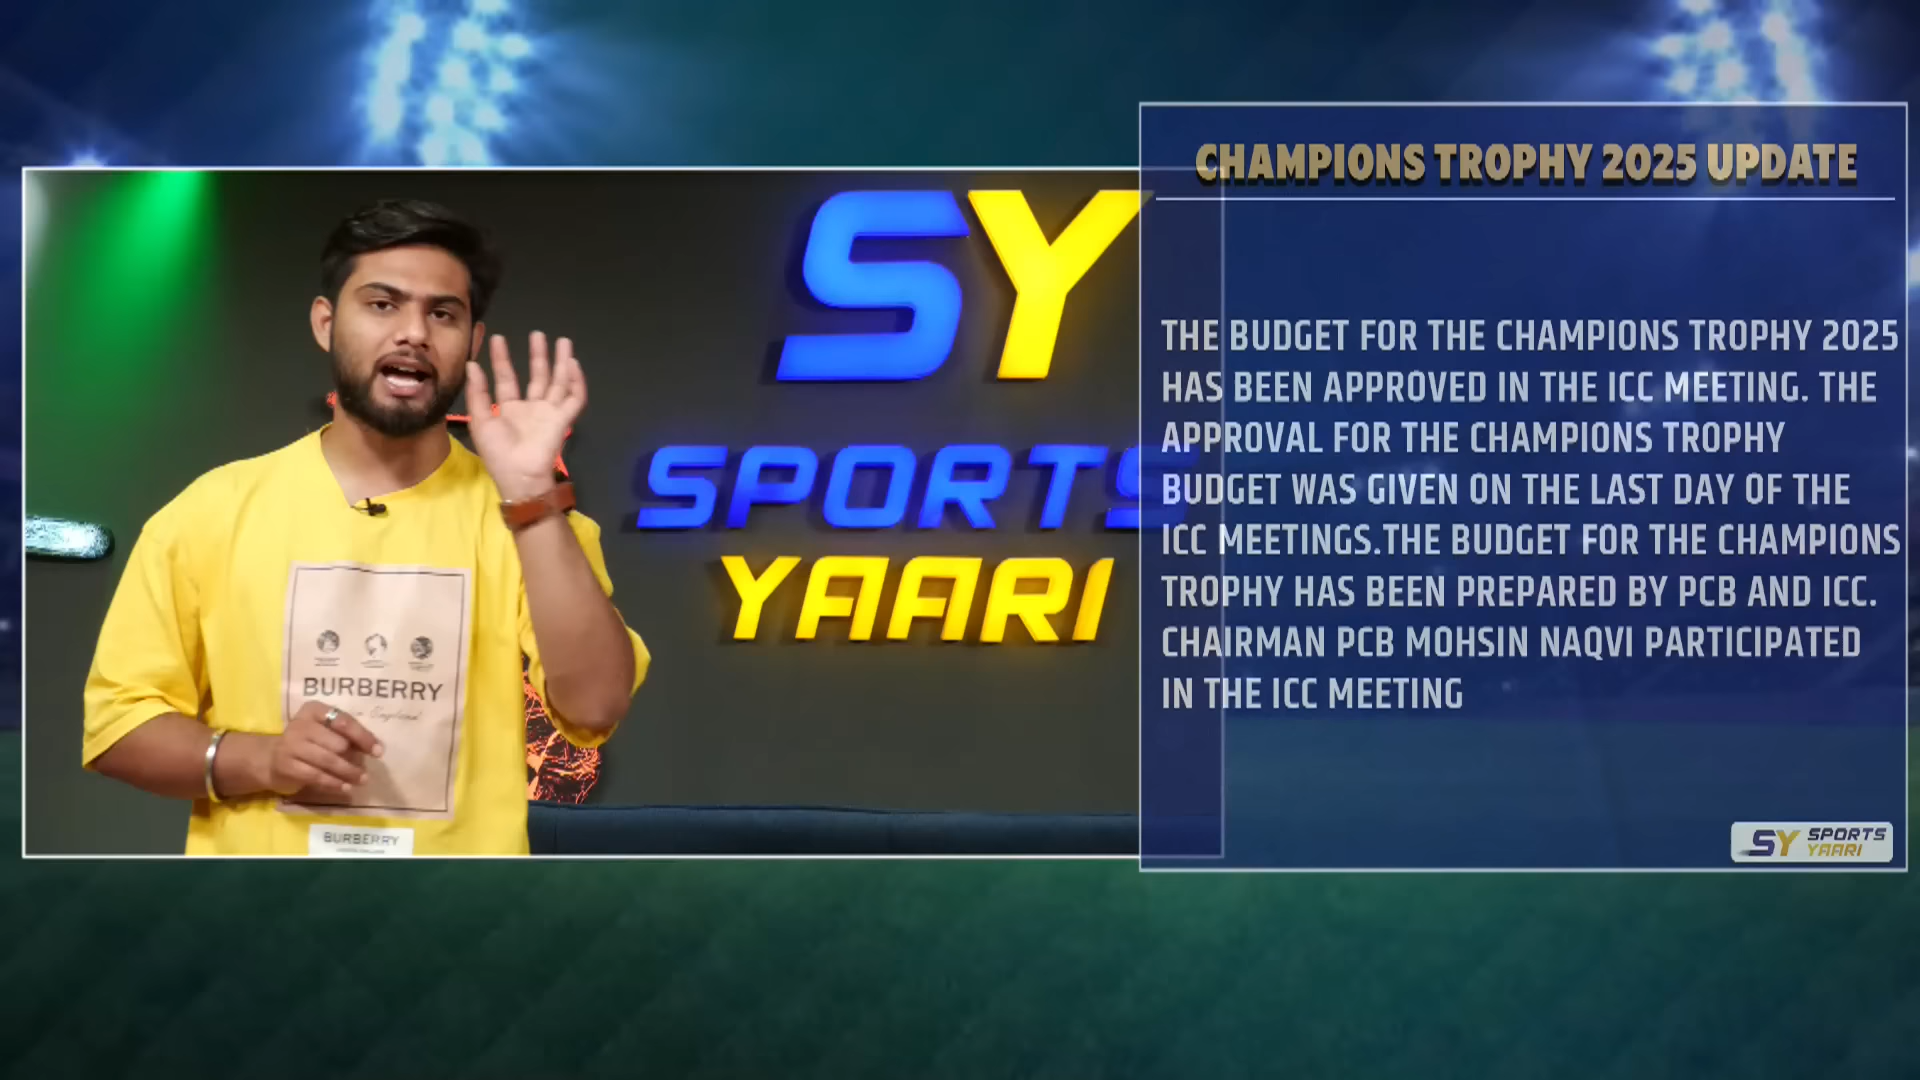 CHAMPIONS TROPHY 2025 UPDATE
SY
SPORTS
YAARI
THE BUDGET FOR THE CHAMPIONS TROPHY 2025
HAS BEEN APPROVED IN THE ICC MEETING. THE
APPROVAL FOR THE CHAMPIONS TROPHY
BUDGET WAS GIVEN ON THE LAST DAY OF THE
ICC MEETINGS.THE BUDGET FOR THE CHAMPIONS
TROPHY HAS BEEN PREPARED BY PCB AND ICC.
CHAIRMAN PCB MOHSIN NAQVI PARTICIPATED
IN THE ICC MEETING
BURBERRY
BURBERRY
SY SPORTS
YAARI